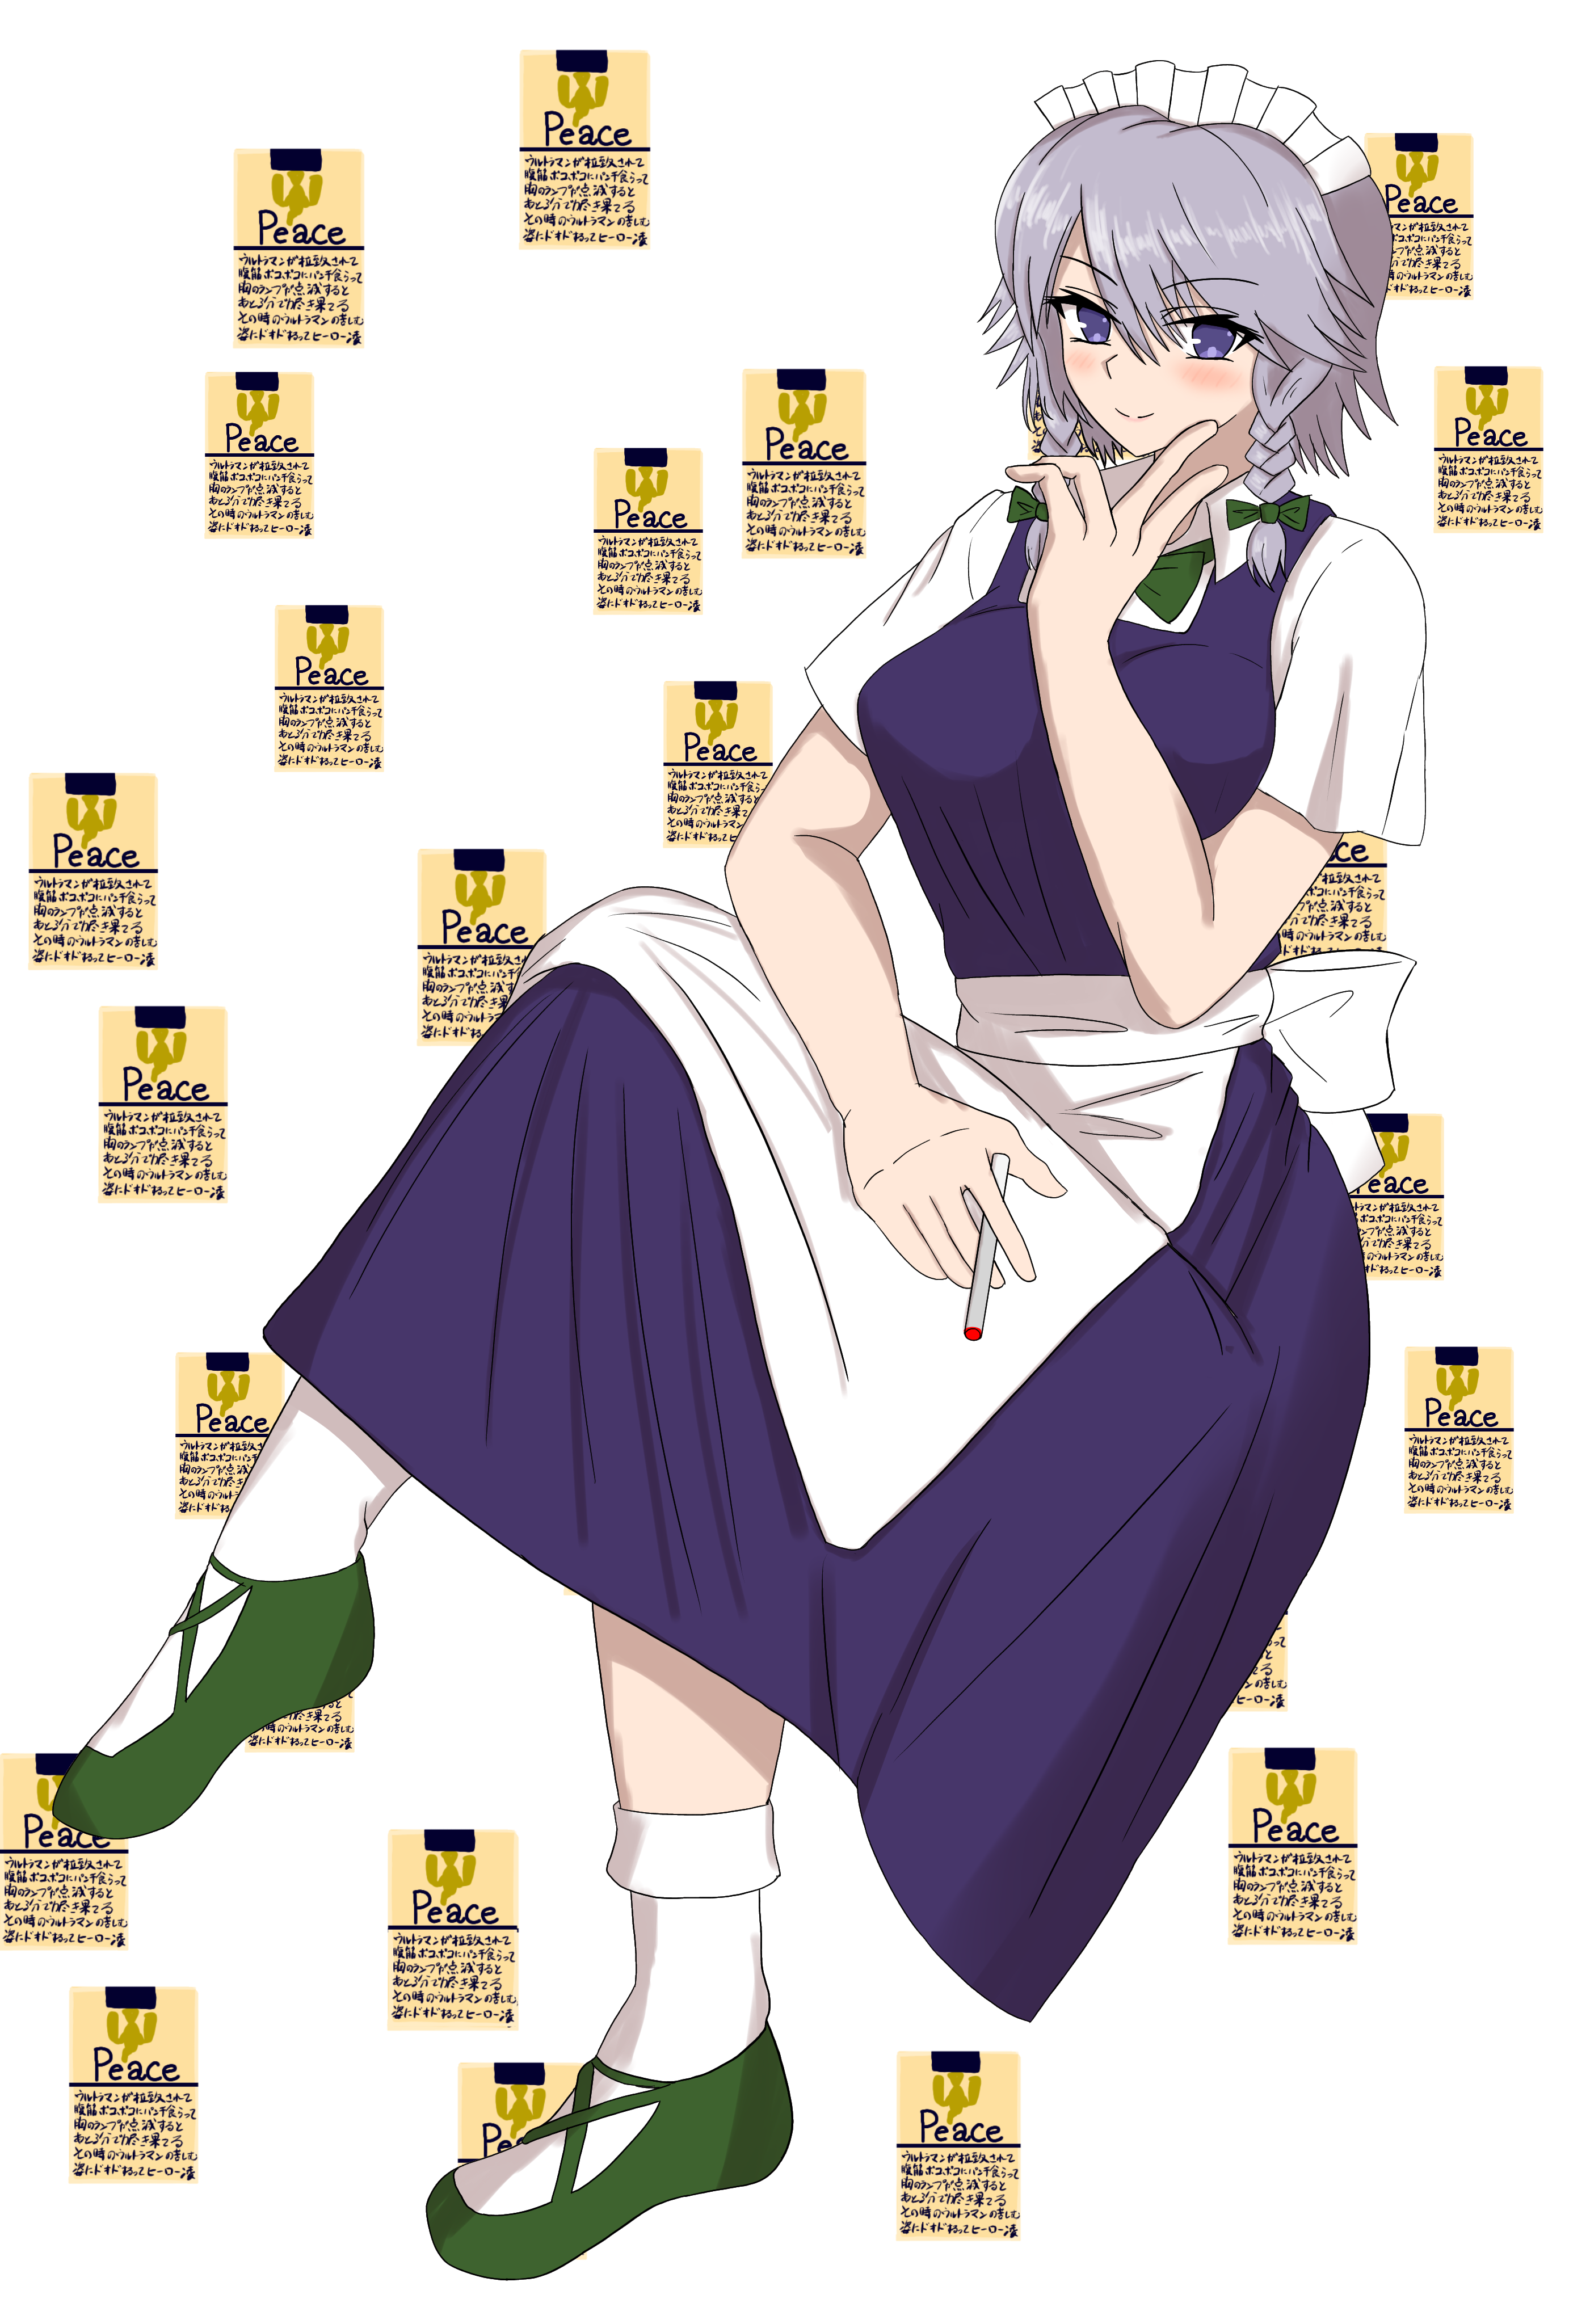 Peace
ウルトラマンが拉致されて
腹筋ボコボコにパンチ食らって
胸のランプが点滅すると
あと3分で力尽き果てる
その時のウルトラマンの苦しむ
姿にドキドキするってヒーロー凌